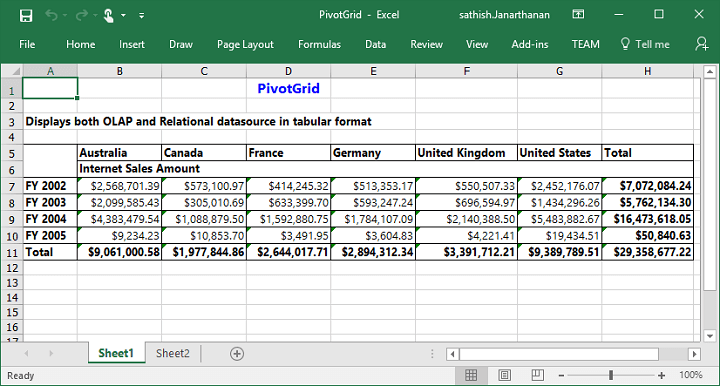 PivotGrid - Excel sathish.Janarthanan
File Home Insert Draw Page Layout Formulas Data Review View Add-ins TEAM Tell me
A B C D E F G H
1 PivotGrid
2
3 Displays both OLAP and Relational datasource in tabular format
4
5 Australia Canada France Germany United Kingdom United States Total
6 Internet Sales Amount
7 FY 2002 $2,568,701.39 $573,100.97 $414,245.32 $513,353.17 $550,507.33 $2,452,176.07 $7,072,084.24
8 FY 2003 $2,099,585.43 $305,010.69 $633,399.70 $593,247.24 $696,594.97 $1,434,296.26 $5,762,134.30
9 FY 2004 $4,383,479.54 $1,088,879.50 $1,592,880.75 $1,784,107.09 $2,140,388.50 $5,483,882.67 $16,473,618.05
10 FY 2005 $9,234.23 $10,853.70 $3,491.95 $3,604.83 $4,221.41 $19,434.51 $50,840.63
11 Total $9,061,000.58 $1,977,844.86 $2,644,017.71 $2,894,312.34 $3,391,712.21 $9,389,789.51 $29,358,677.22
12
13
14
15
16
17
Sheet1 Sheet2
Ready 100%